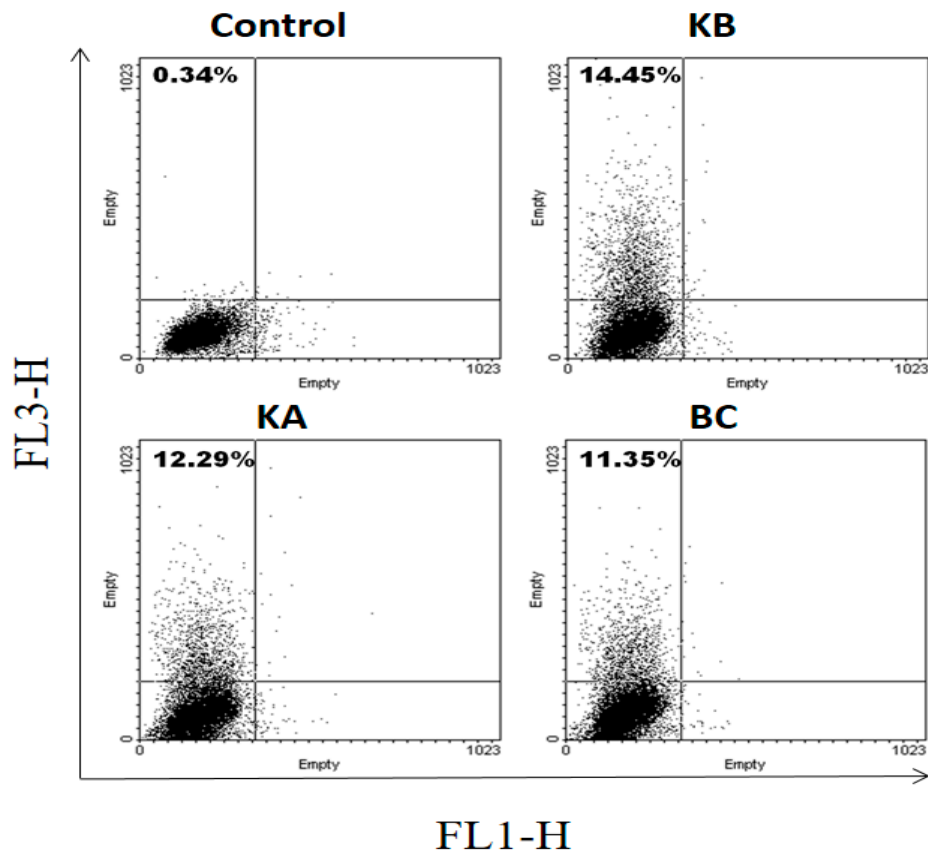 Control
KB
1023
0.34%
Empty
0
0
1023
Empty
1023
14.45%
Empty
0
0
1023
Empty
FL3-H
KA
BC
1023
12.29%
Empty
0
0
1023
Empty
1023
11.35%
Empty
0
0
1023
Empty
FL1-H